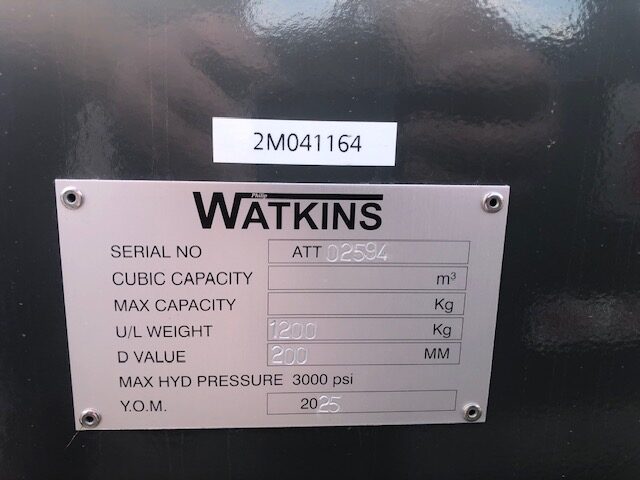 2M041164
Philip
WATKINS
SERIAL NO ATT 02594
CUBIC CAPACITY m³
MAX CAPACITY Kg
U/L WEIGHT 1200 Kg
D VALUE 200 MM
MAX HYD PRESSURE 3000 psi
Y.O.M. 2025